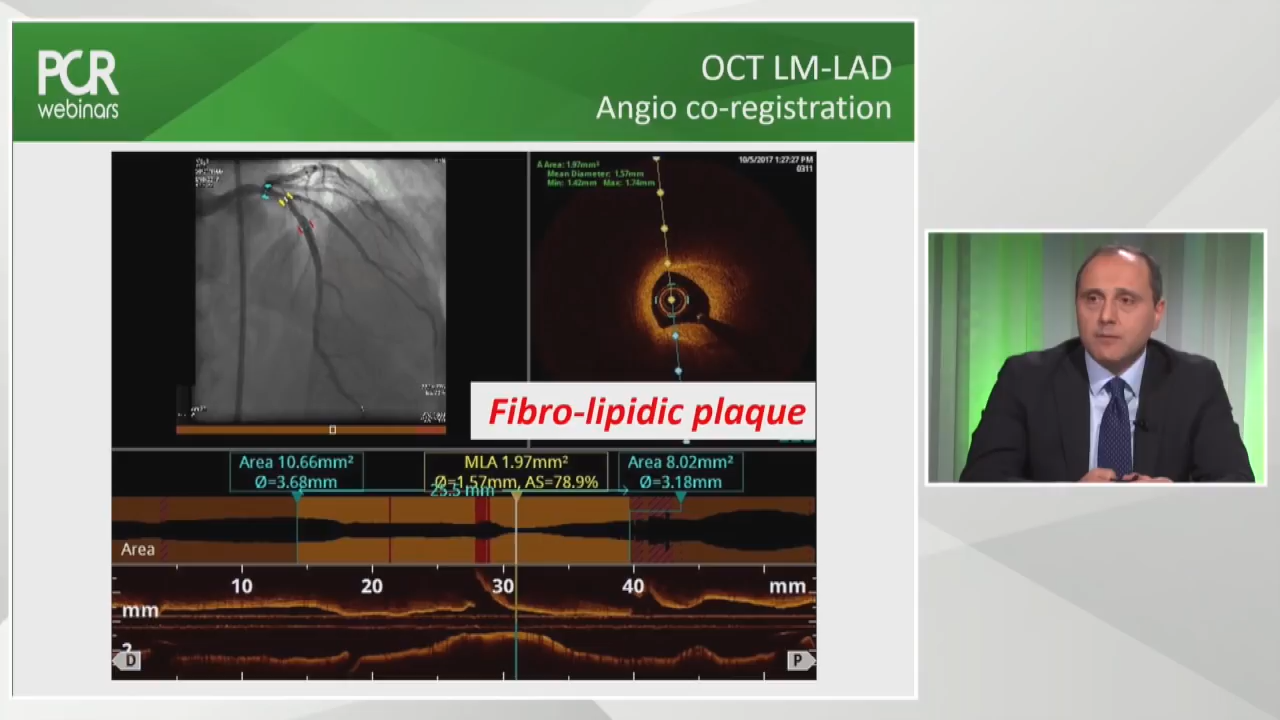 PCR
webinars
OCT LM-LAD
Angio co-registration
A Area: 1.97mm²
Mean Diameter: 1.57mm
Min: 1.42mm Max: 1.74mm
10/5/2017 1:27:27 PM
0311
Fibro-lipidic plaque
Area 10.66mm²
Ø=3.68mm
MLA 1.97mm²
Ø=1.57mm, AS=78.9%
Area 8.02mm²
Ø=3.18mm
25.5 mm
Area
10 20 30 40 mm
mm
2
D P